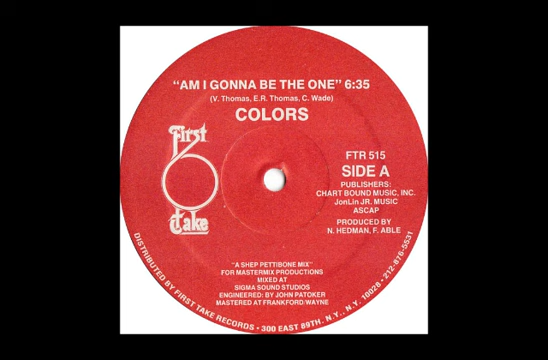 "AM I GONNA BE THE ONE" 6:35
(V. Thomas, E.R. Thomas, C. Wade)
COLORS
First
Take
FTR 515
SIDE A
PUBLISHERS:
CHART BOUND MUSIC, INC.
JonLin JR. MUSIC
ASCAP
PRODUCED BY
N. HEDMAN, F. ABLE
"A SHEP PETTIBONE MIX"
FOR MASTERMIX PRODUCTIONS
MIXED AT
SIGMA SOUND STUDIOS
ENGINEERED: BY JOHN PATOKER
MASTERED AT FRANKFORD/WAYNE
DISTRIBUTED BY FIRST TAKE RECORDS • 300 EAST 89TH. N.Y., N.Y. 10028 • 212-876-5531